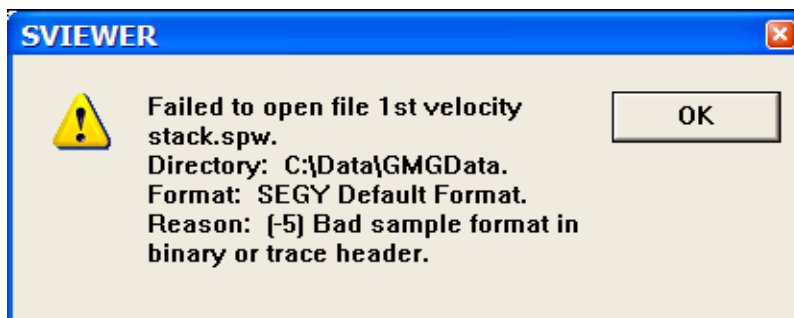 SVIEWER
Failed to open file 1st velocity
stack.spw.
Directory:  C:\Data\GMGData.
Format:  SEGY Default Format.
Reason:  (-5) Bad sample format in
binary or trace header.
OK